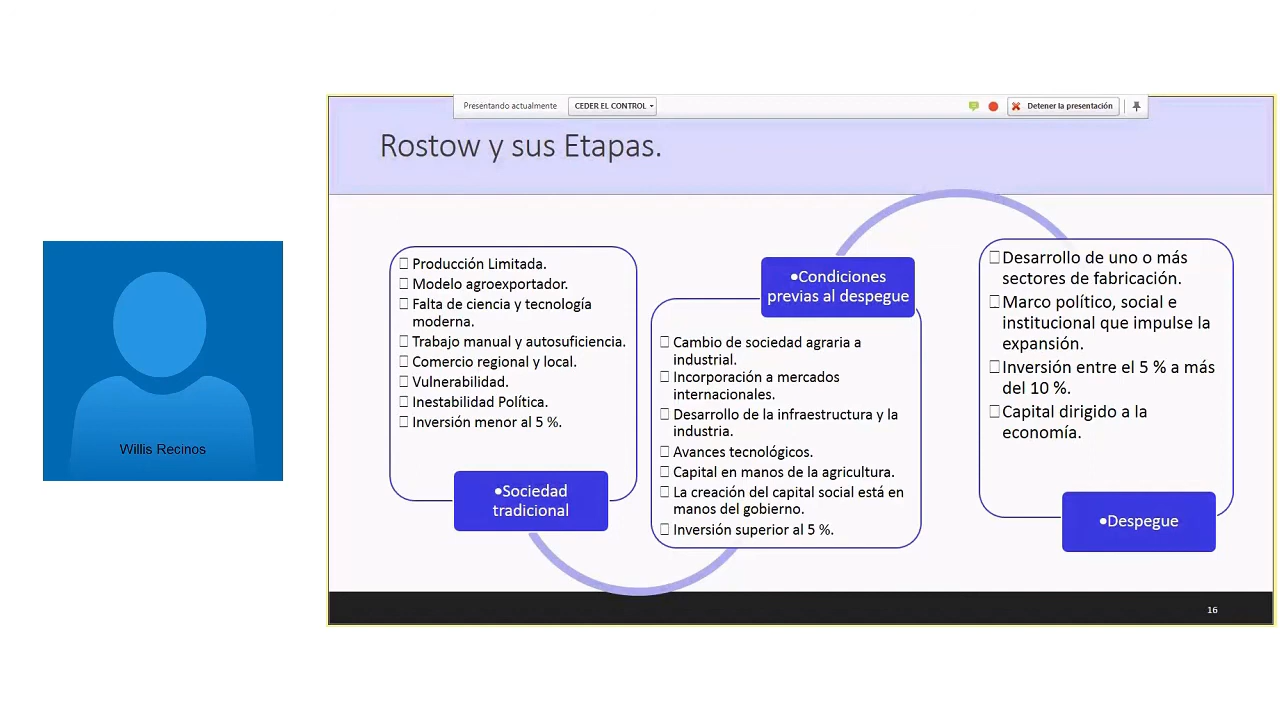 Presentando actualmente
CEDER EL CONTROL
Detener la presentación
Rostow y sus Etapas.
Producción Limitada.
Modelo agroexportador.
Falta de ciencia y tecnología
moderna.
Trabajo manual y autosuficiencia.
Comercio regional y local.
Vulnerabilidad.
Inestabilidad Política.
Inversión menor al 5 %.
•Sociedad
tradicional
•Condiciones
previas al despegue
Cambio de sociedad agraria a
industrial.
Incorporación a mercados
internacionales.
Desarrollo de la infraestructura y la
industria.
Avances tecnológicos.
Capital en manos de la agricultura.
La creación del capital social está en
manos del gobierno.
Inversión superior al 5 %.
Desarrollo de uno o más
sectores de fabricación.
Marco político, social e
institucional que impulse la
expansión.
Inversión entre el 5 % a más
del 10 %.
Capital dirigido a la
economía.
•Despegue
Willis Recinos
16